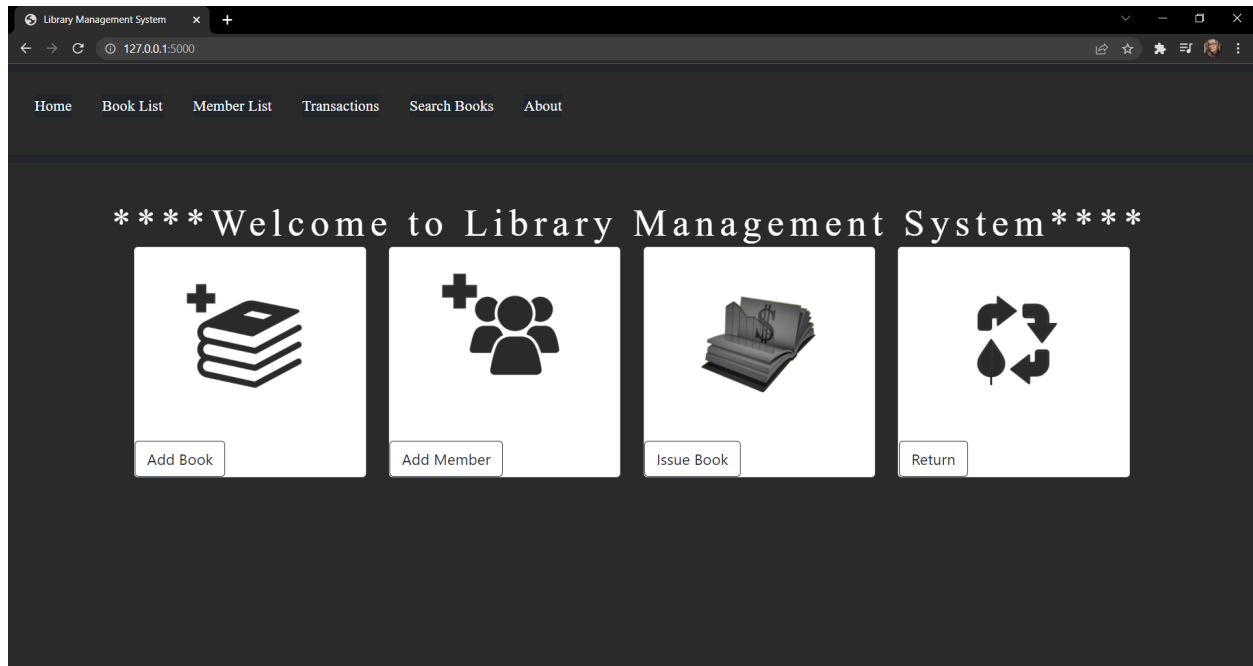 Library Management System
127.0.0.1:5000
Home Book List Member List Transactions Search Books About
****Welcome to Library Management System****
$
Add Book Add Member Issue Book Return